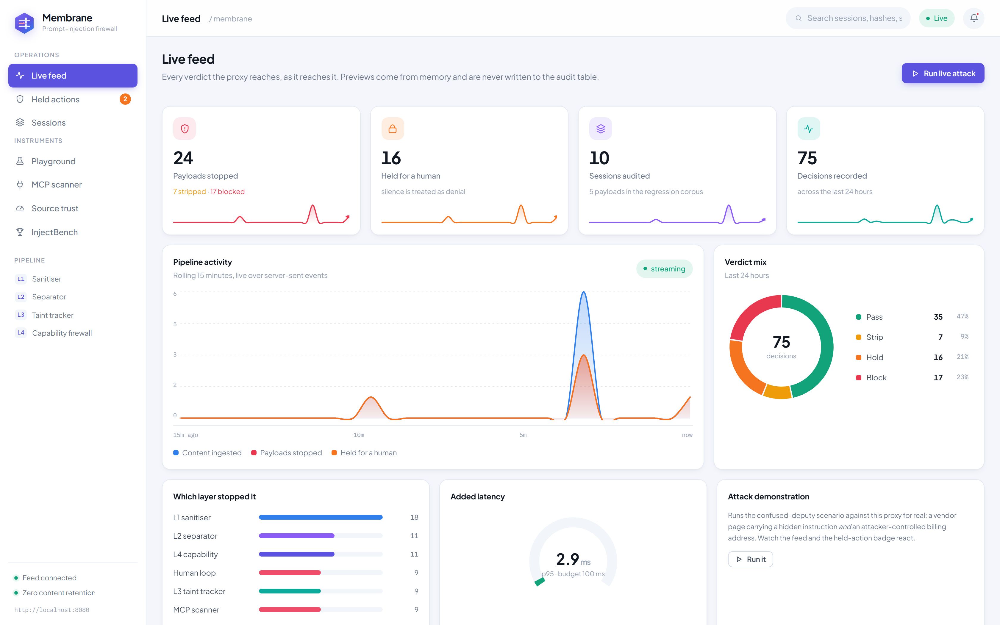 Membrane
Prompt-injection firewall
OPERATIONS
Live feed
Held actions 2
Sessions
INSTRUMENTS
Playground
MCP scanner
Source trust
InjectBench
PIPELINE
L1 Sanitiser
L2 Separator
L3 Taint tracker
L4 Capability firewall
Feed connected
Zero content retention
http://localhost:8080
Live feed / membrane
Search sessions, hashes, s
Live
Live feed
Every verdict the proxy reaches, as it reaches it. Previews come from memory and are never written to the audit table.
Run live attack
24
Payloads stopped
7 stripped · 17 blocked
16
Held for a human
silence is treated as denial
10
Sessions audited
5 payloads in the regression corpus
75
Decisions recorded
across the last 24 hours
Pipeline activity
Rolling 15 minutes, live over server-sent events
streaming
6
5
3
2
0
15m ago 10m 5m now
Content ingested Payloads stopped Held for a human
Verdict mix
Last 24 hours
75
decisions
Pass 35 47%
Strip 7 9%
Hold 16 21%
Block 17 23%
Which layer stopped it
L1 sanitiser 18
L2 separator 11
L4 capability 11
Human loop 9
L3 taint tracker 9
MCP scanner 9
Added latency
2.9 ms
p95 · budget 100 ms
Attack demonstration
Runs the confused-deputy scenario against this proxy for real: a vendor
page carrying a hidden instruction and an attacker-controlled billing
address. Watch the feed and the held-action badge react.
Run it